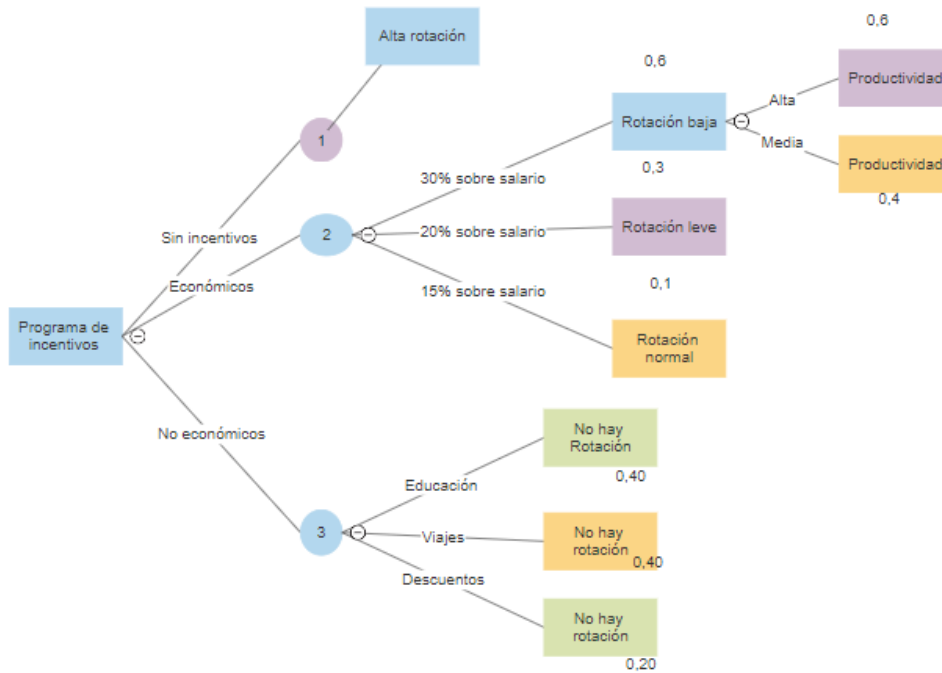 Alta rotación
0,6
0,6
1
Rotación baja
Alta
Productividad
Media
Productividad
0,4
0,3
30% sobre salario
2
20% sobre salario
Rotación leve
Sin incentivos
Económicos
15% sobre salario
0,1
Programa de
incentivos
Rotación
normal
No económicos
No hay
Rotación
0,40
Educación
3
Viajes
No hay
rotación
0,40
Descuentos
No hay
rotación
0,20